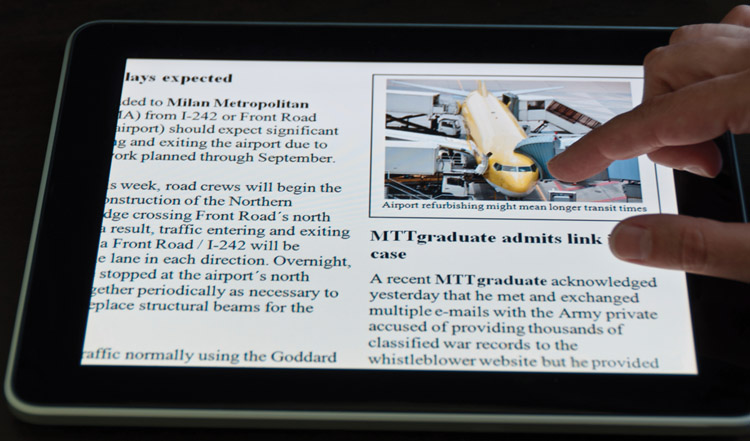 lays expected
ded to Milan Metropolitan
IA) from I-242 or Front Road
airport) should expect significant
ng and exiting the airport due to
ork planned through September.
s week, road crews will begin the
onstruction of the Northern
dge crossing Front Road´s north
a result, traffic entering and exiting
a Front Road / I-242 will be
e lane in each direction. Overnight,
stopped at the airport´s north
gether periodically as necessary to
eplace structural beams for the
raffic normally using the Goddard
Airport refurbishing might mean longer transit times
MTTgraduate admits link
case
A recent MTTgraduate acknowledged
yesterday that he met and exchanged
multiple e-mails with the Army private
accused of providing thousands of
classified war records to the
whistleblower website but he provided